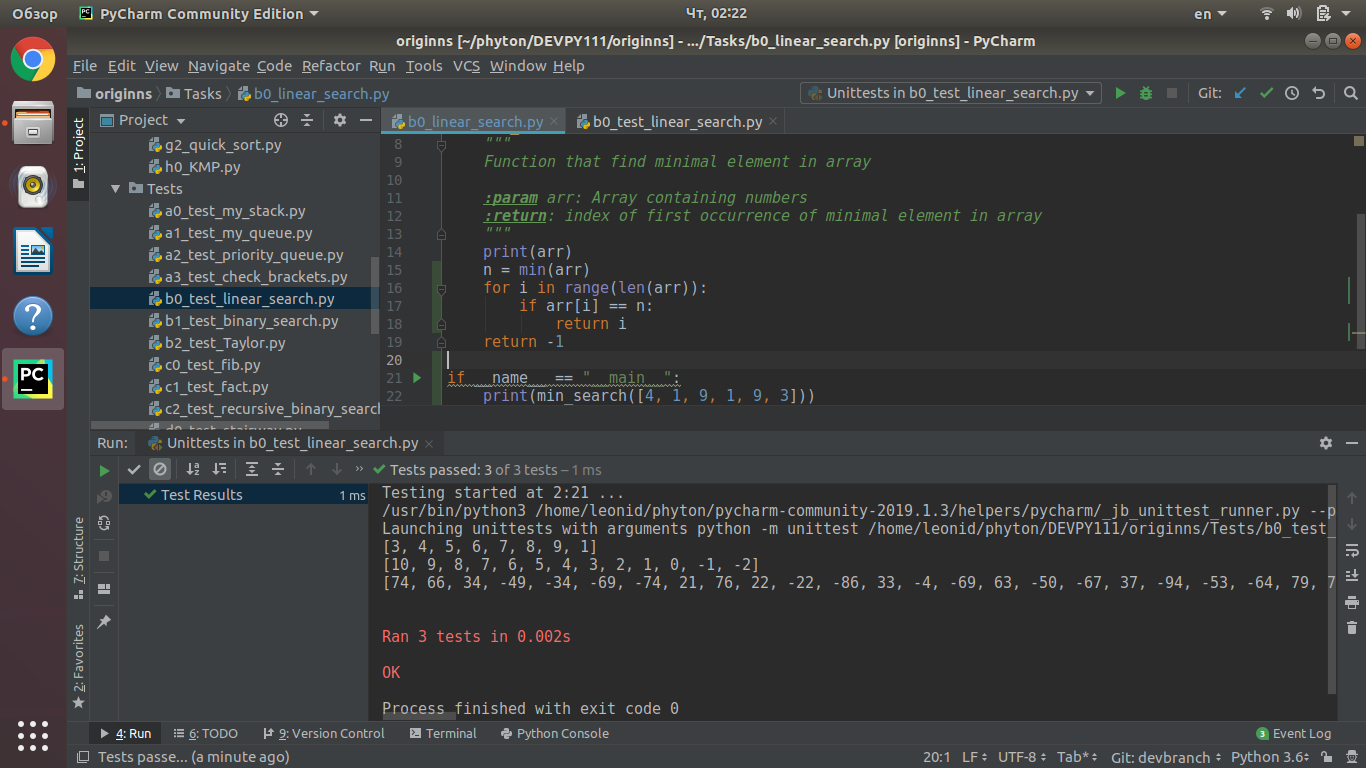 Обзор PyCharm Community Edition Чт, 02:22 en
originns [~/phyton/DEVPY111/originns] - .../Tasks/b0_linear_search.py [originns] - PyCharm
File Edit View Navigate Code Refactor Run Tools VCS Window Help
originns Tasks b0_linear_search.py Unittests in b0_test_linear_search.py Git:
1: Project
Project
g2_quick_sort.py
h0_KMP.py
Tests
a0_test_my_stack.py
a1_test_my_queue.py
a2_test_priority_queue.py
a3_test_check_brackets.py
b0_test_linear_search.py
b1_test_binary_search.py
b2_test_Taylor.py
c0_test_fib.py
c1_test_fact.py
c2_test_recursive_binary_searc
d0_test_stairway.py
b0_linear_search.py b0_test_linear_search.py
8 """
9 Function that find minimal element in array
10
11 :param arr: Array containing numbers
12 :return: index of first occurrence of minimal element in array
13 """
14 print(arr)
15 n = min(arr)
16 for i in range(len(arr)):
17 if arr[i] == n:
18 return i
19 return -1
20
21 if __name__ == "__main__":
22 print(min_search([4, 1, 9, 1, 9, 3]))
Run: Unittests in b0_test_linear_search.py
Tests passed: 3 of 3 tests – 1 ms
Test Results 1 ms
Testing started at 2:21 ...
/usr/bin/python3 /home/leonid/phyton/pycharm-community-2019.1.3/helpers/pycharm/_jb_unittest_runner.py --p
Launching unittests with arguments python -m unittest /home/leonid/phyton/DEVPY111/originns/Tests/b0_test_
[3, 4, 5, 6, 7, 8, 9, 1]
[10, 9, 8, 7, 6, 5, 4, 3, 2, 1, 0, -1, -2]
[74, 66, 34, -49, -34, -69, -74, 21, 76, 22, -22, -86, 33, -4, -69, 63, -50, -67, 37, -94, -53, -64, 79, 7
Ran 3 tests in 0.002s
OK
Process finished with exit code 0
7: Structure
2: Favorites
4: Run 6: TODO 9: Version Control Terminal Python Console 3 Event Log
Tests passe... (a minute ago) 20:1 LF UTF-8 Tab* Git: devbranch Python 3.6
PC